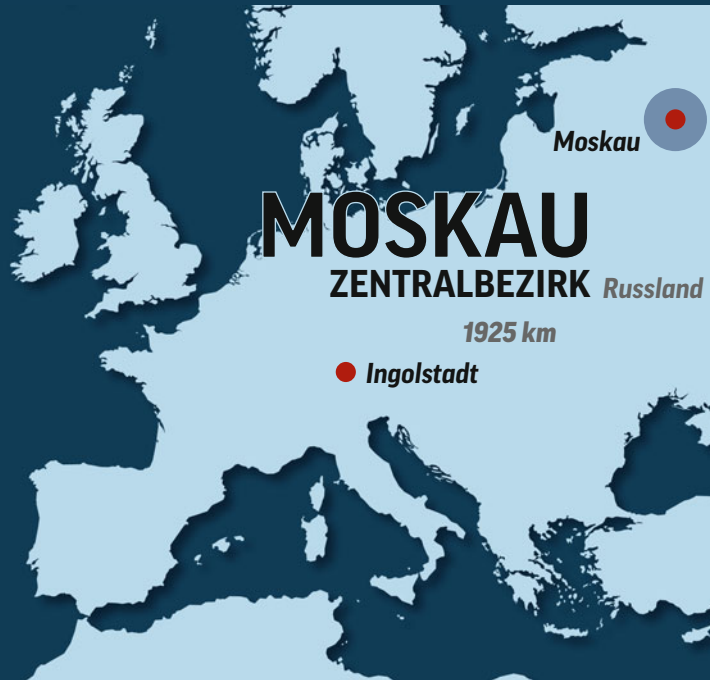 Moskau
MOSKAU
ZENTRALBEZIRK Russland
1925 km
Ingolstadt